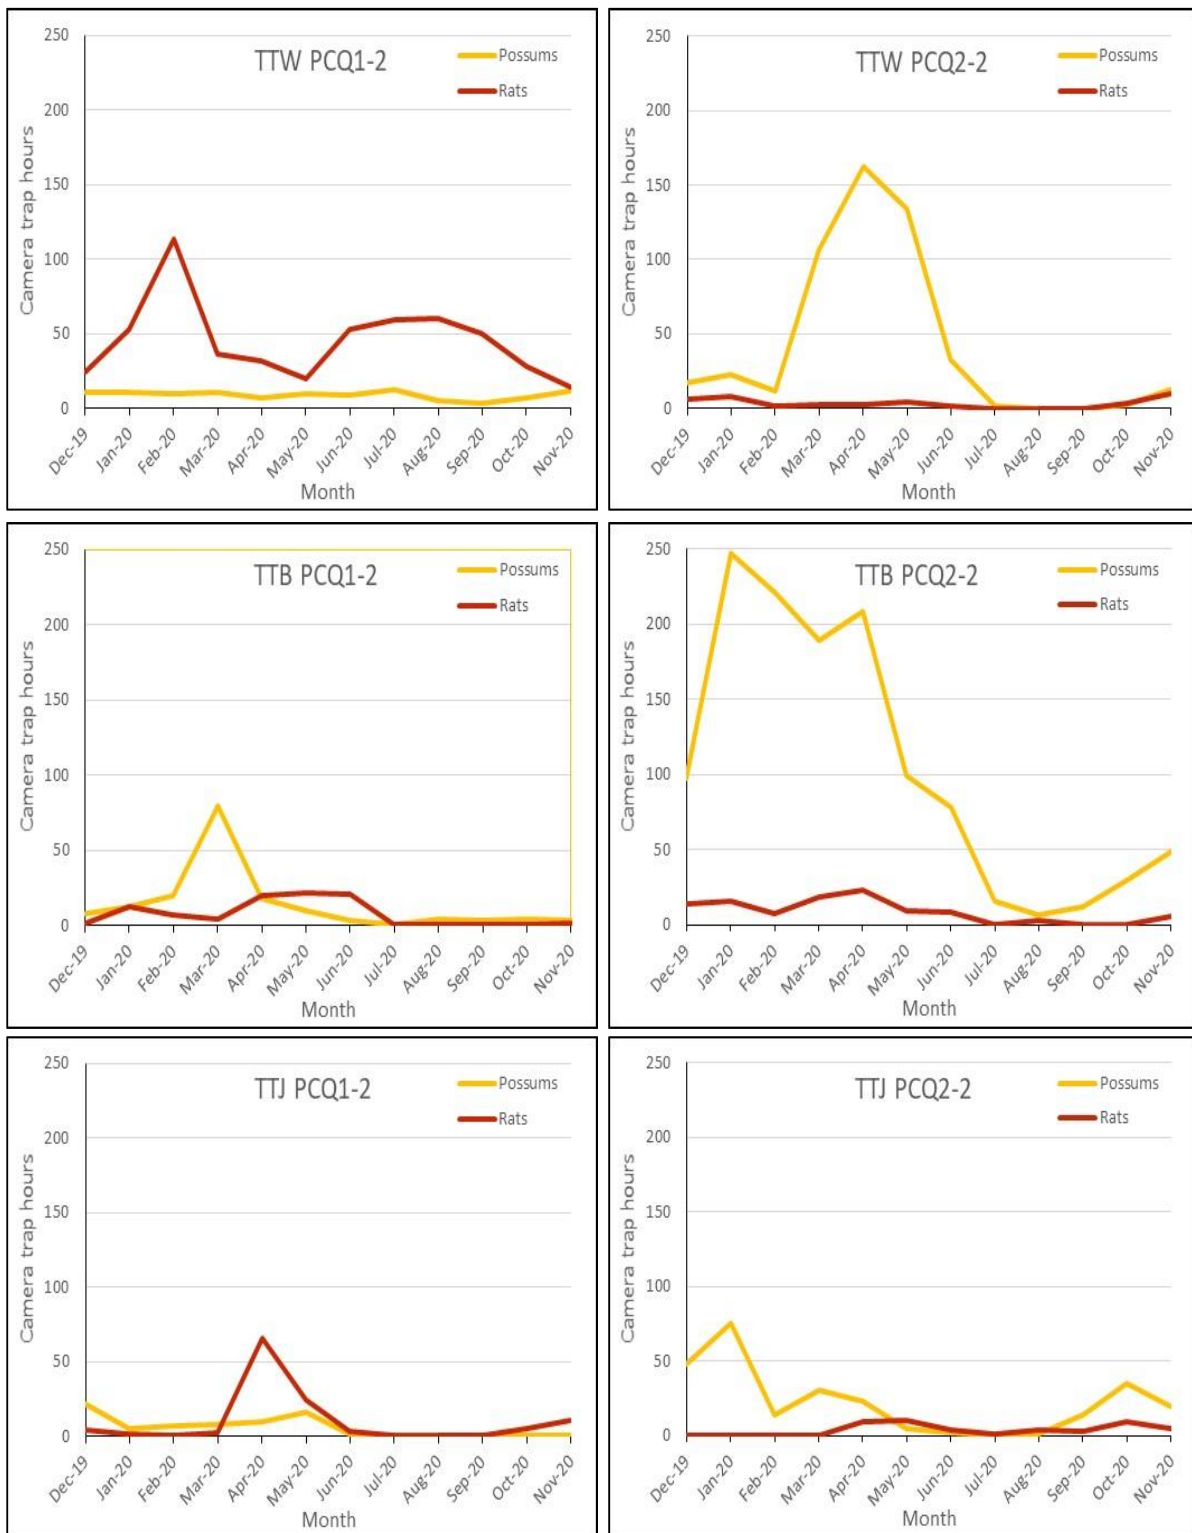 TTW PCQ1-2
Possums
Rats
250
200
150
100
50
0
Camera trap hours
Dec-19
Jan-20
Feb-20
Mar-20
Apr-20
May-20
Jun-20
Jul-20
Aug-20
Sep-20
Oct-20
Nov-20
Month
TTW PCQ2-2
Possums
Rats
250
200
150
100
50
0
Camera trap hours
Dec-19
Jan-20
Feb-20
Mar-20
Apr-20
May-20
Jun-20
Jul-20
Aug-20
Sep-20
Oct-20
Nov-20
Month
TTB PCQ1-2
Possums
Rats
250
200
150
100
50
0
Camera trap hours
Dec-19
Jan-20
Feb-20
Mar-20
Apr-20
May-20
Jun-20
Jul-20
Aug-20
Sep-20
Oct-20
Nov-20
Month
TTB PCQ2-2
Possums
Rats
250
200
150
100
50
0
Camera trap hours
Dec-19
Jan-20
Feb-20
Mar-20
Apr-20
May-20
Jun-20
Jul-20
Aug-20
Sep-20
Oct-20
Nov-20
Month
TTJ PCQ1-2
Possums
Rats
250
200
150
100
50
0
Camera trap hours
Dec-19
Jan-20
Feb-20
Mar-20
Apr-20
May-20
Jun-20
Jul-20
Aug-20
Sep-20
Oct-20
Nov-20
Month
TTJ PCQ2-2
Possums
Rats
250
200
150
100
50
0
Camera trap hours
Dec-19
Jan-20
Feb-20
Mar-20
Apr-20
May-20
Jun-20
Jul-20
Aug-20
Sep-20
Oct-20
Nov-20
Month